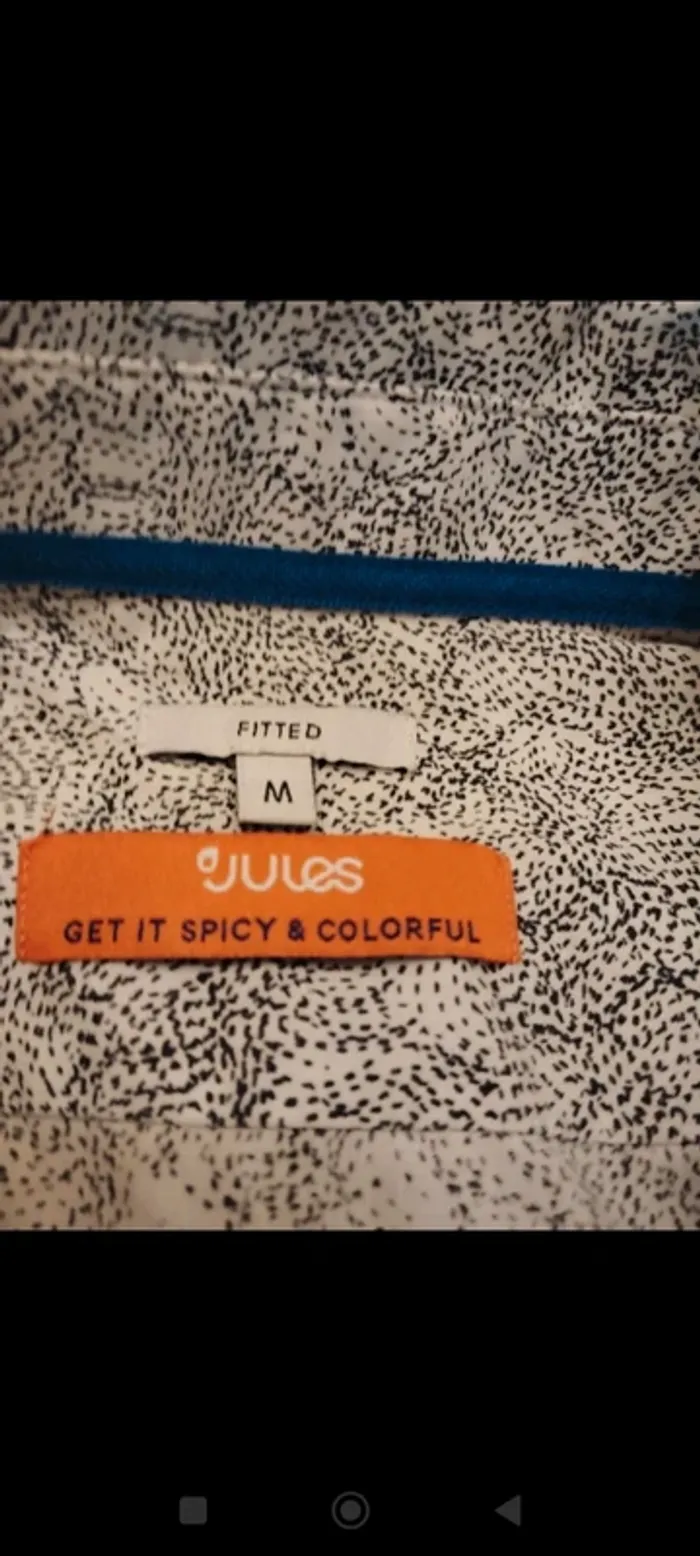 FITTED
M
JULES
GET IT SPICY & COLORFUL